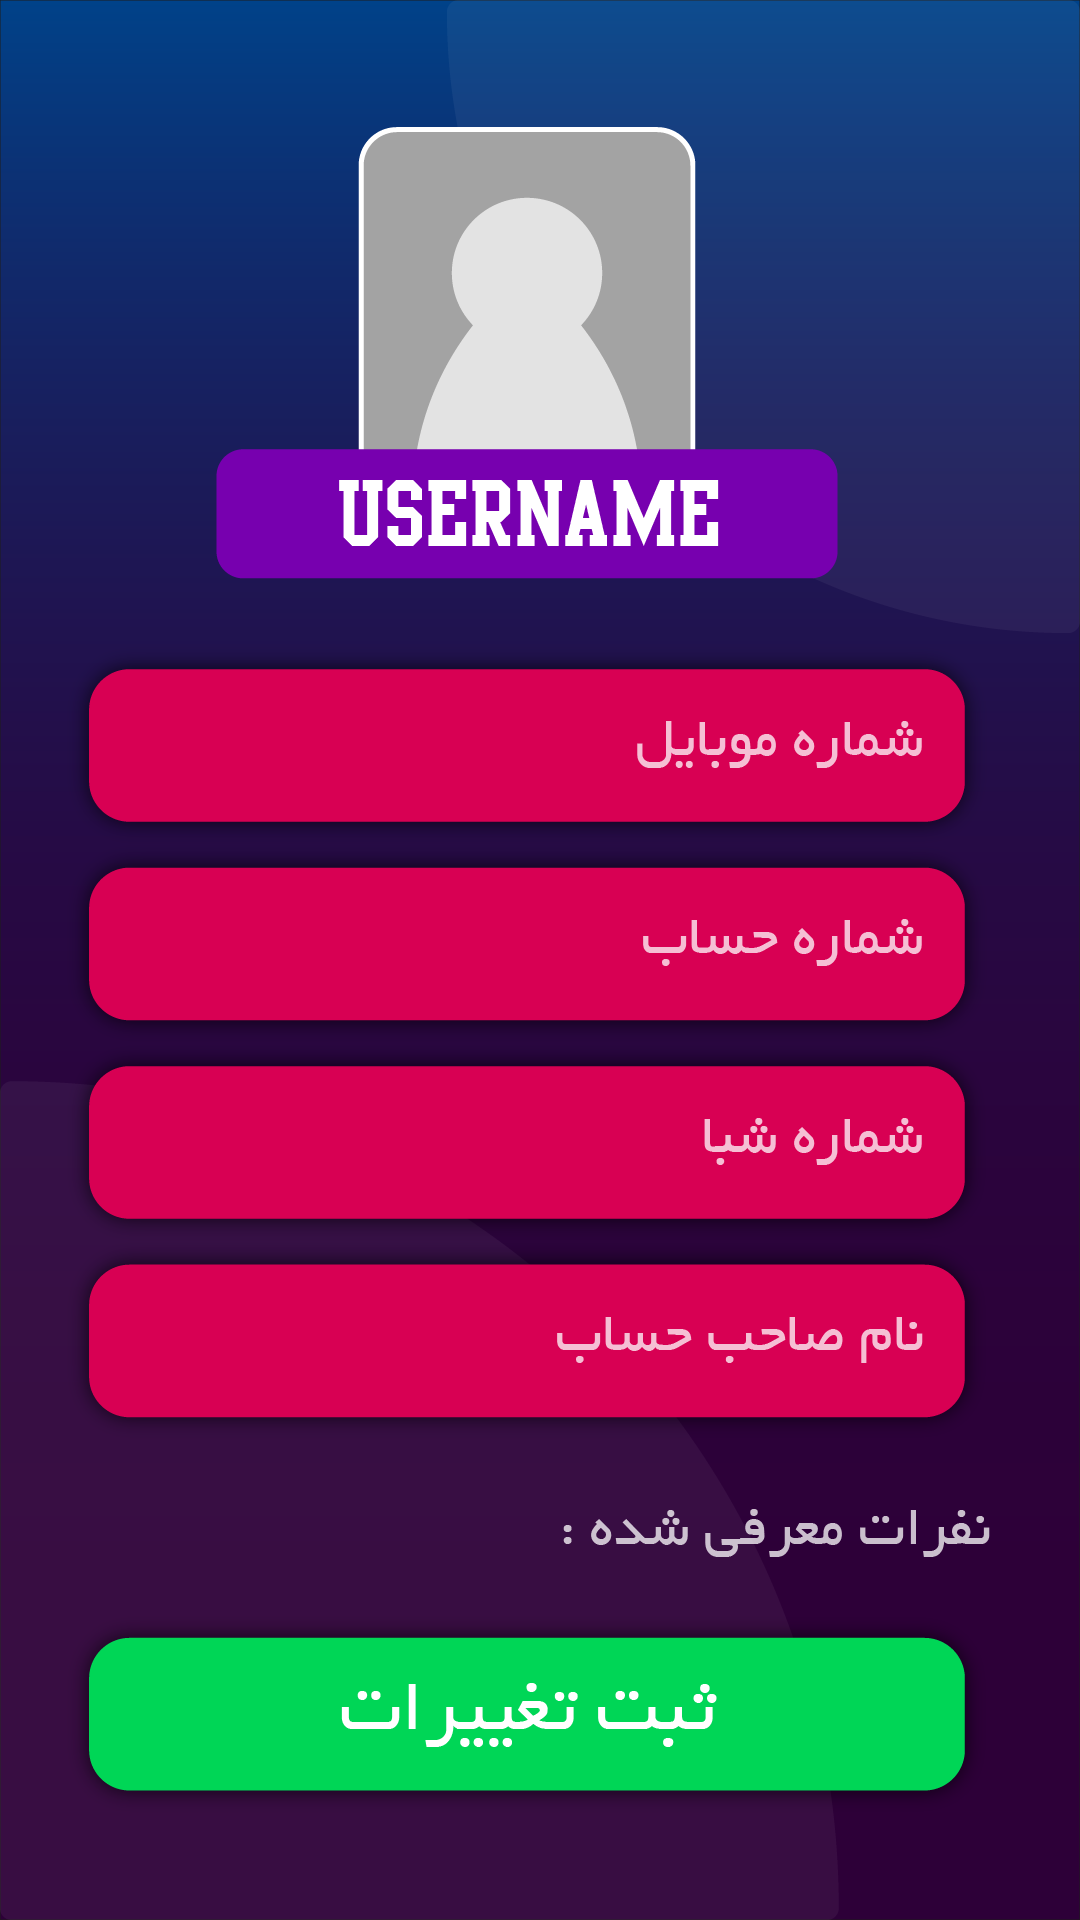 USERNAME
شماره موبایل
شماره حساب
شماره شبا
نام صاحب حساب
نفرات معرفی شده :
ثبت تغییرات